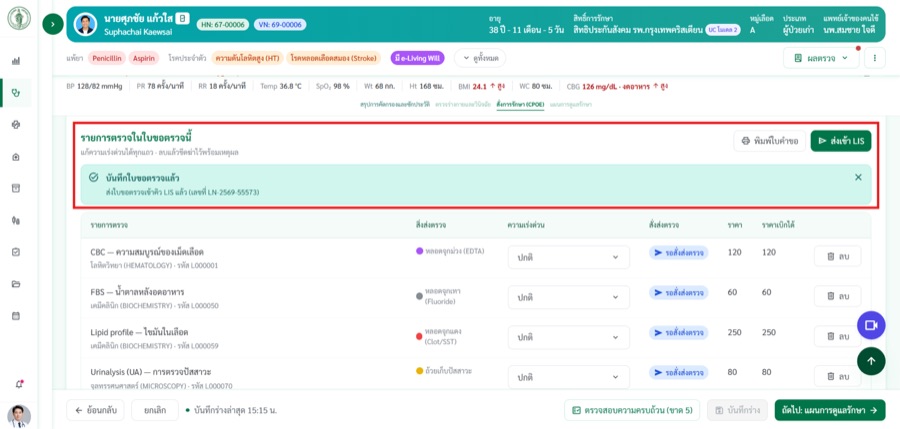 นายศุภชัย แก้วใส
Suphachai Kaewsai
HN: 67-00006
VN: 69-00006
อายุ
38 ปี - 11 เดือน - 5 วัน
สิทธิ์การรักษา
สิทธิประกันสังคม รพ.กรุงเทพคริสเตียน
UC โมเดล 2
หมู่เลือด
A
ประเภท
ผู้ป่วยเก่า
แพทย์เจ้าของคนไข้
นพ.สมชาย ใจดี
แพ้ยา Penicillin Aspirin โรคประจำตัว ความดันโลหิตสูง (HT) โรคหลอดเลือดสมอง (Stroke) มี e-Living Will ดูทั้งหมด ผลตรวจ
BP 128/82 mmHg PR 78 ครั้ง/นาที RR 18 ครั้ง/นาที Temp 36.8 °C SpO₂ 98 % Wt 68 กก. Ht 168 ซม. BMI 24.1 ↑ สูง WC 80 ซม. CBG 126 mg/dL · งดอาหาร ↑ สูง
สั่งการรักษา (CPOE) แผนการดูแลรักษา
รายการตรวจในใบขอตรวจนี้
แก้ความเร่งด่วนได้ทุกแถว · ลบแล้วขีดฆ่าไว้พร้อมเหตุผล
พิมพ์ใบคำขอ
ส่งเข้า LIS
บันทึกใบขอตรวจแล้ว
ส่งใบขอตรวจเข้าคิว LIS แล้ว (เลขที่ LN-2569-55573)
รายการตรวจ สิ่งส่งตรวจ ความเร่งด่วน สั่งส่งตรวจ ราคา ราคาเบิกได้
CBC — ความสมบูรณ์ของเม็ดเลือด
โลหิตวิทยา (HEMATOLOGY) · รหัส L000001
หลอดจุกม่วง (EDTA)
ปกติ รอสั่งส่งตรวจ 120 120 ลบ
FBS — น้ำตาลหลังอดอาหาร
เคมีคลินิก (BIOCHEMISTRY) · รหัส L000050
หลอดจุกเทา
(Fluoride)
ปกติ รอสั่งส่งตรวจ 60 60 ลบ
Lipid profile — ไขมันในเลือด
เคมีคลินิก (BIOCHEMISTRY) · รหัส L000059
หลอดจุกแดง
(Clot/SST)
ปกติ รอสั่งส่งตรวจ 250 250 ลบ
Urinalysis (UA) — การตรวจปัสสาวะ
จุลทรรศนศาสตร์ (MICROSCOPY) · รหัส L000070
ถ้วยเก็บปัสสาวะ
ปกติ รอสั่งส่งตรวจ 80 80 ลบ
← ย้อนกลับ ยกเลิก บันทึกร่างล่าสุด 15:15 น. ตรวจสอบความครบถ้วน (ขาด 5) บันทึกร่าง ถัดไป: แผนการดูแลรักษา →